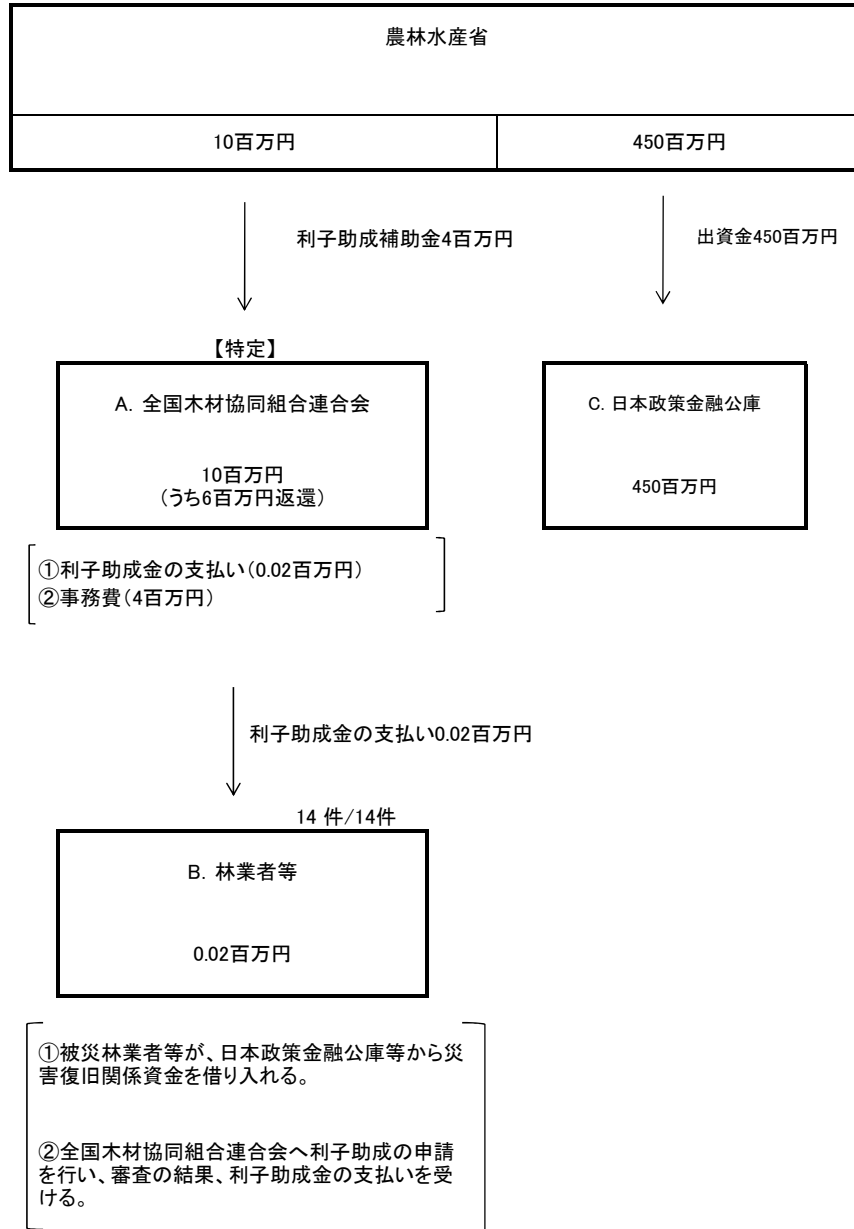 農林水産省
10百万円
450百万円
利子助成補助金4百万円
出資金450百万円
【特定】
A. 全国木材協同組合連合会
10百万円
(うち6百万円返還)
C. 日本政策金融公庫
450百万円
①利子助成金の支払い(0.02百万円)
②事務費(4百万円)
利子助成金の支払い0.02百万円
14 件/14件
B. 林業者等
0.02百万円
①被災林業者等が、日本政策金融公庫等から災
害復旧関係資金を借り入れる。
②全国木材協同組合連合会へ利子助成の申請
を行い、審査の結果、利子助成金の支払いを受
ける。